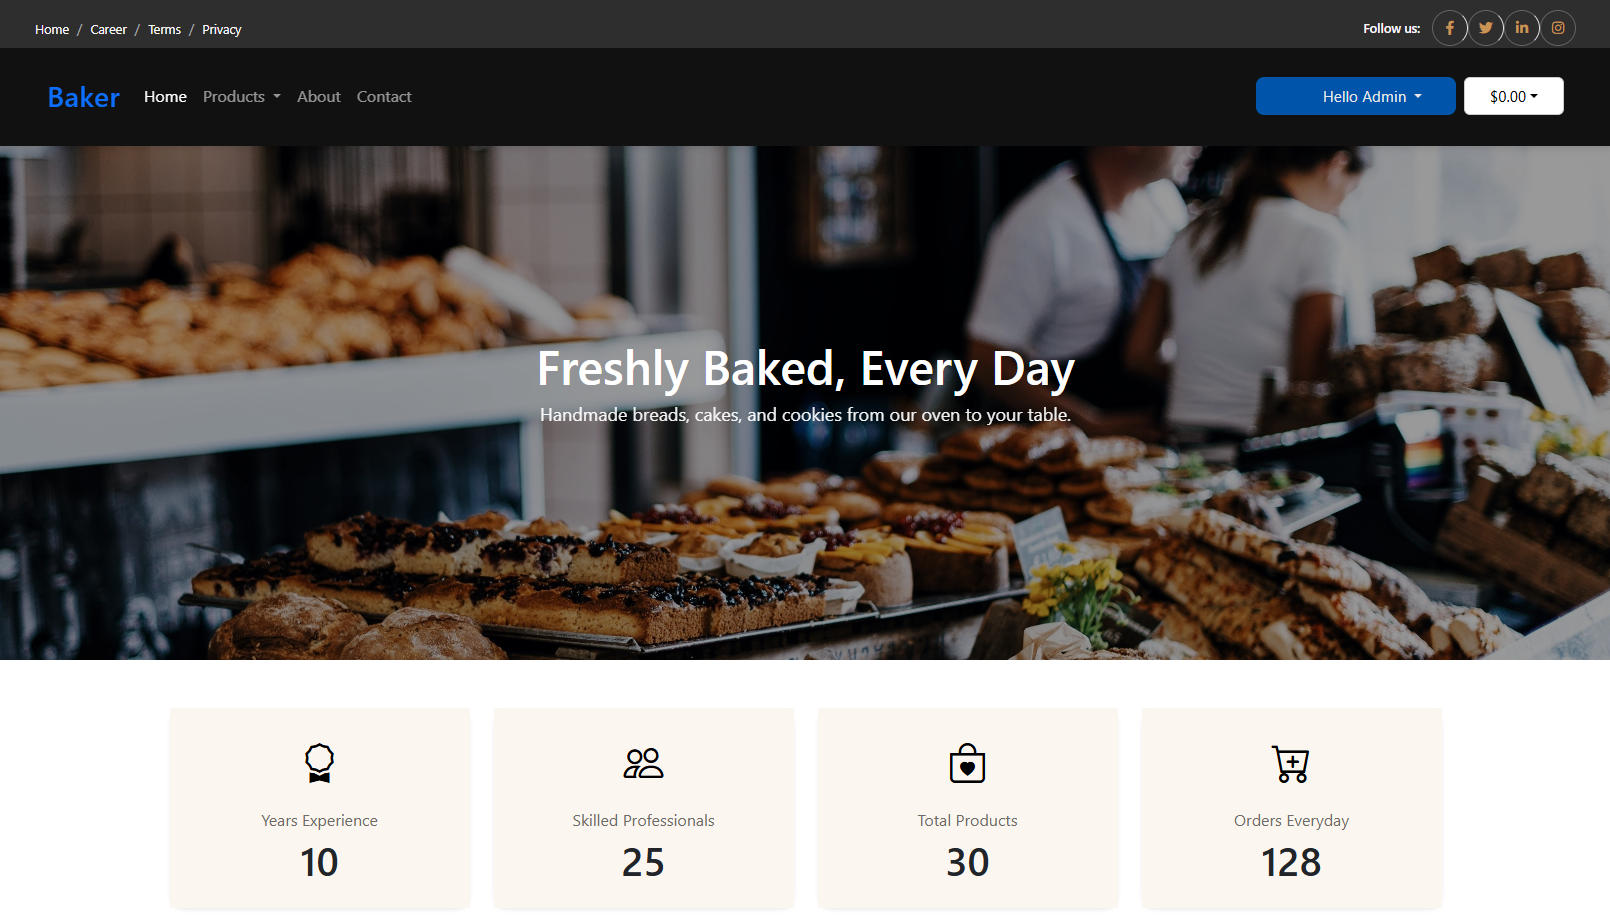 Home / Career / Terms / Privacy
Follow us:
Baker
Home
Products
About
Contact
Hello Admin
$0.00
Freshly Baked, Every Day
Handmade breads, cakes, and cookies from our oven to your table.
Years Experience
10
Skilled Professionals
25
Total Products
30
Orders Everyday
128